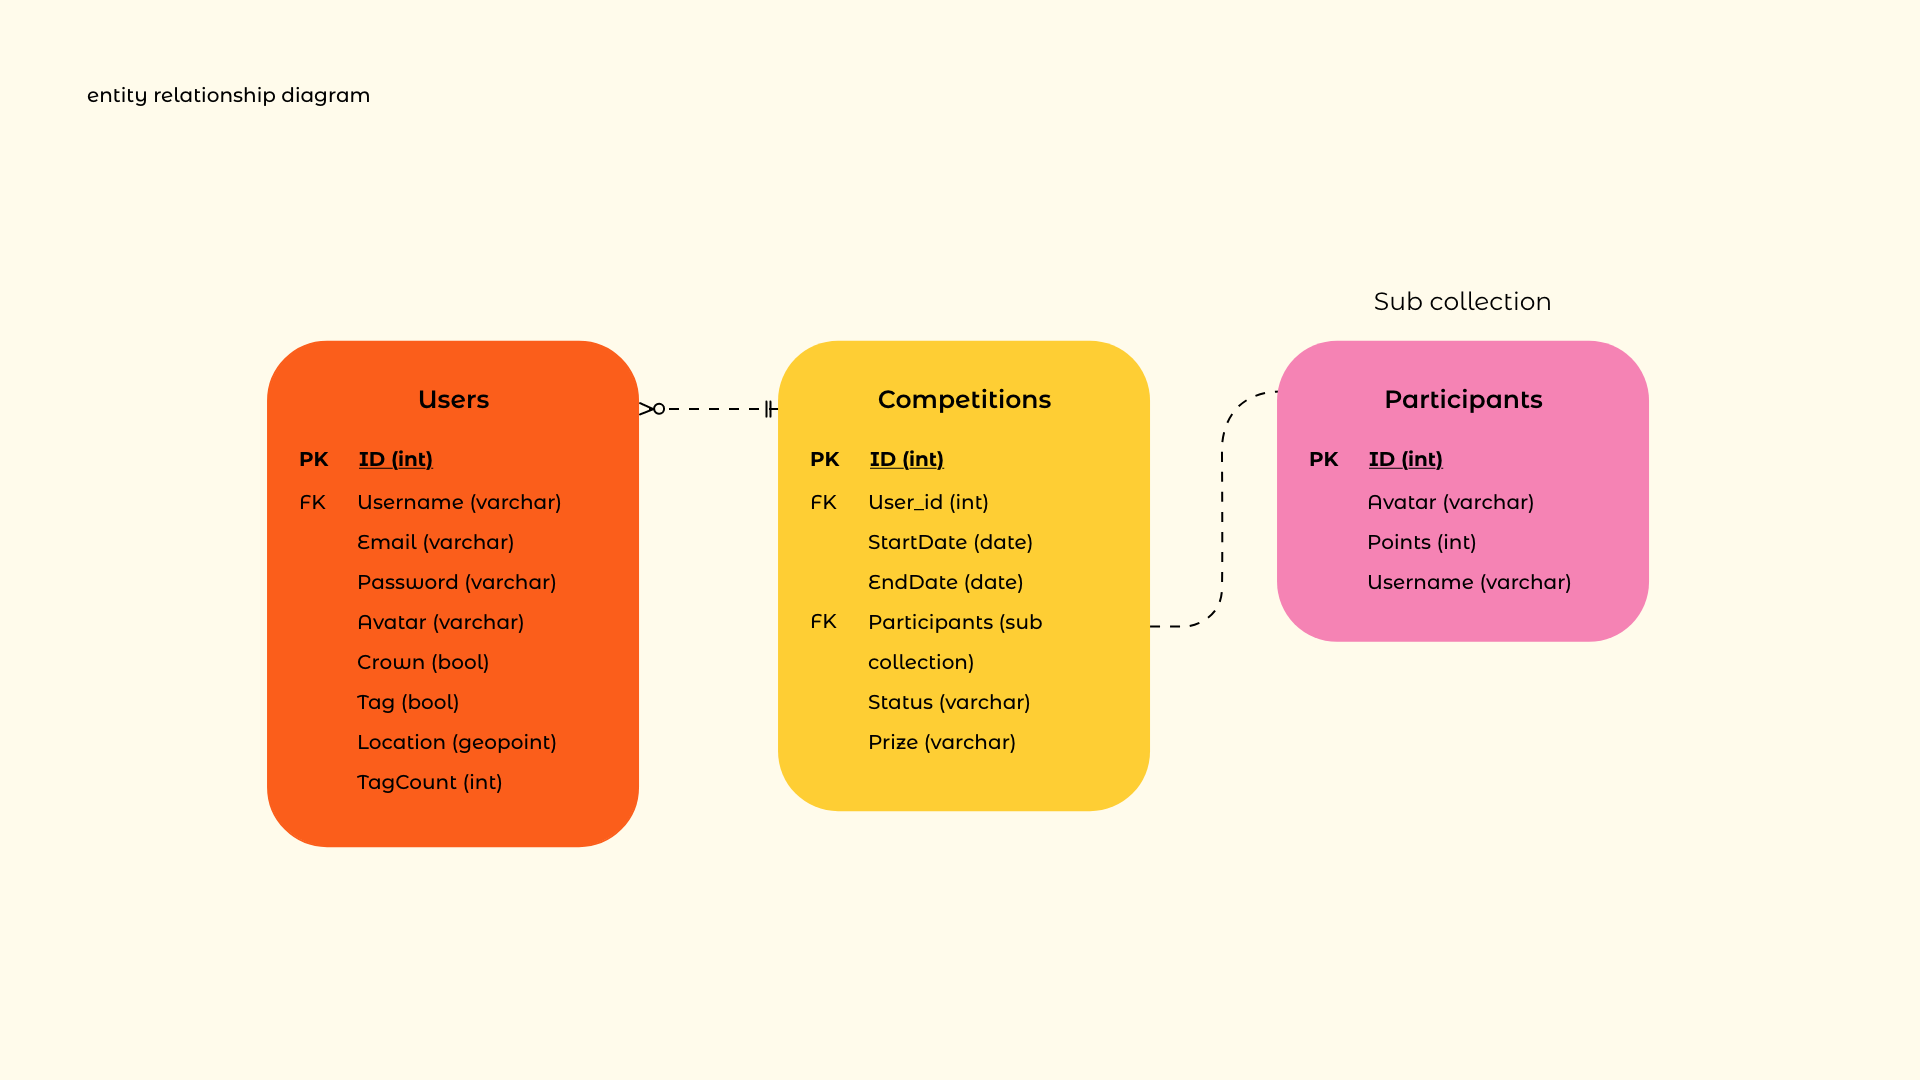 entity relationship diagram
Users
PK ID (int)
FK Username (varchar)
Email (varchar)
Password (varchar)
Avatar (varchar)
Crown (bool)
Tag (bool)
Location (geopoint)
TagCount (int)
Competitions
PK ID (int)
FK User_id (int)
StartDate (date)
EndDate (date)
FK Participants (sub
collection)
Status (varchar)
Prize (varchar)
Sub collection
Participants
PK ID (int)
Avatar (varchar)
Points (int)
Username (varchar)